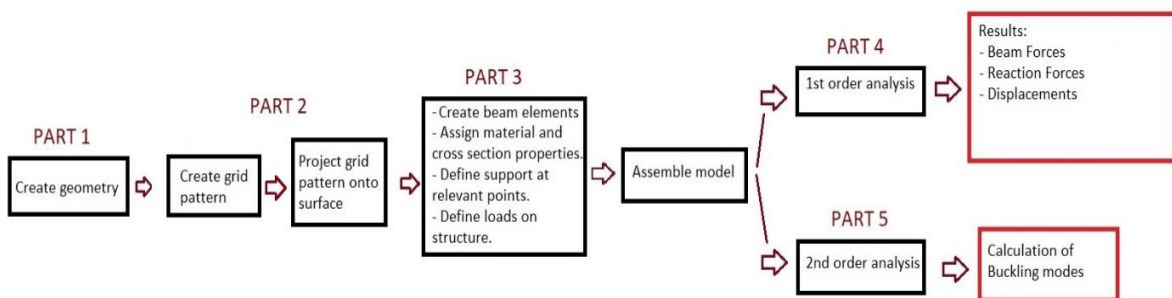 PART 1
Create geometry
PART 2
Create grid
pattern
Project grid
pattern onto
surface
PART 3
- Create beam elements
- Assign material and
cross section properties.
- Define support at
relevant points.
- Define loads on
structure.
Assemble model
PART 4
1st order analysis
Results:
- Beam Forces
- Reaction Forces
- Displacements
PART 5
2nd order analysis
Calculation of
Buckling modes